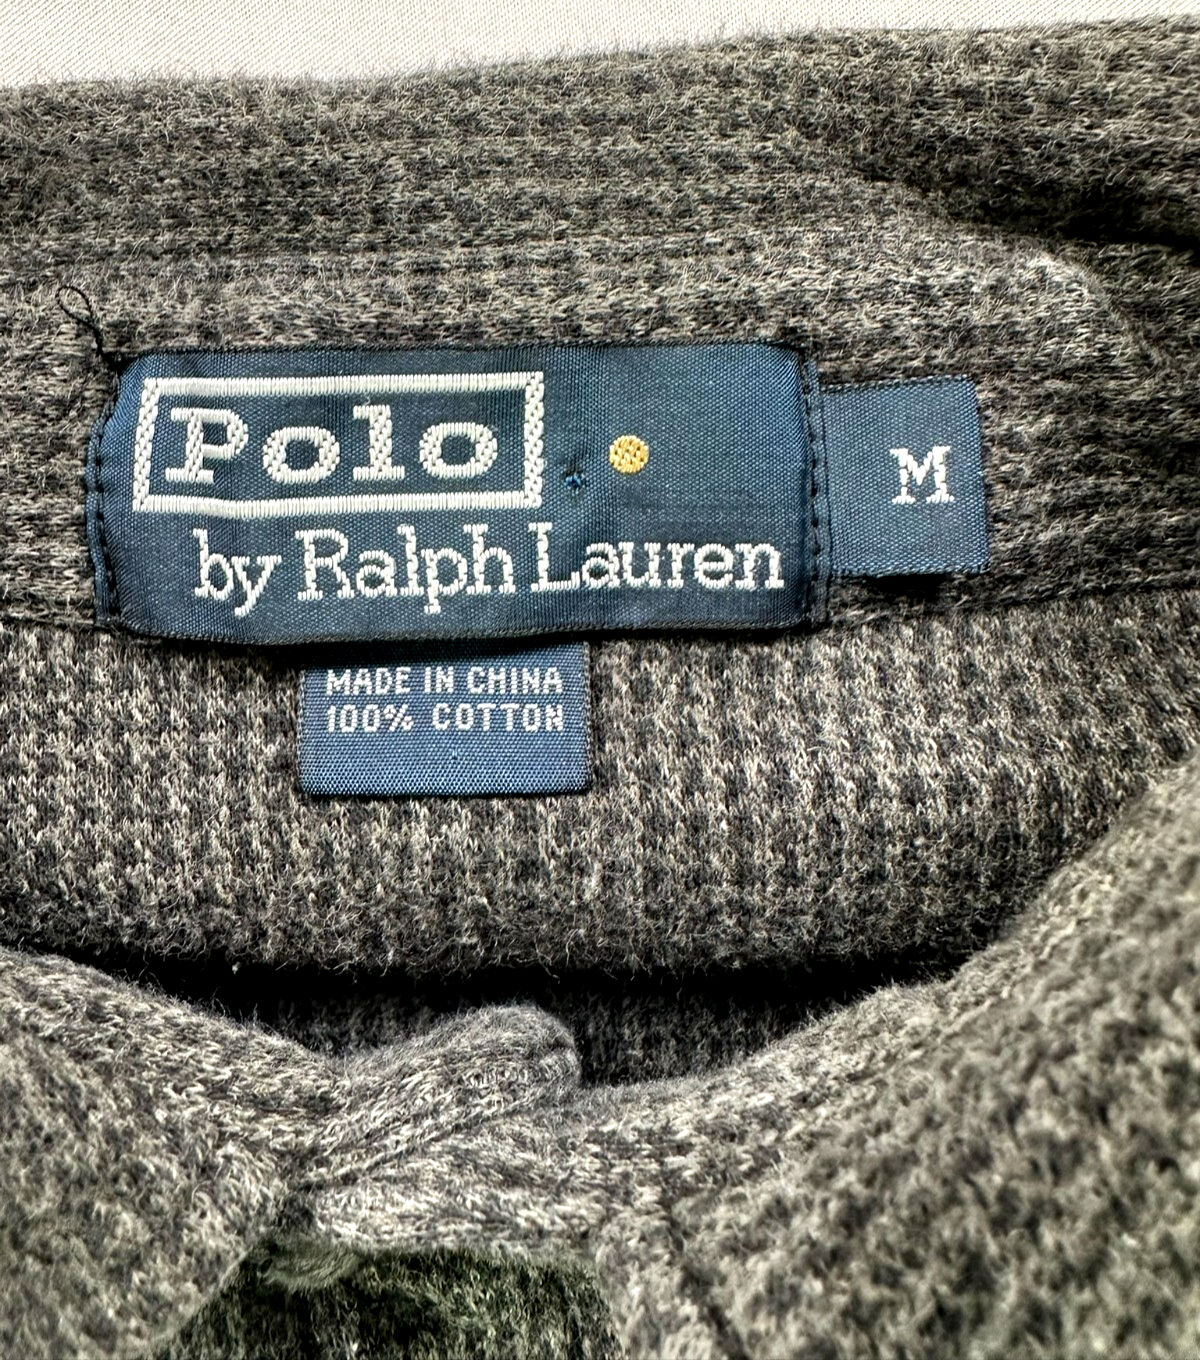 Polo
by Ralph Lauren
M
MADE IN CHINA
100% COTTON